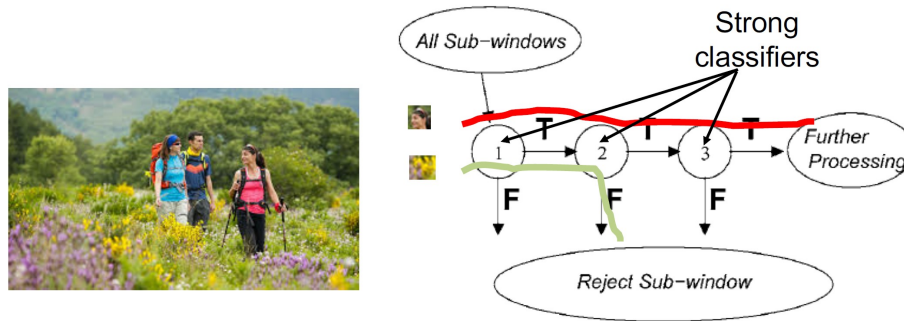 All Sub-windows
Strong
classifiers
T
T
T
1
2
3
Further
Processing
F
F
F
Reject Sub-window